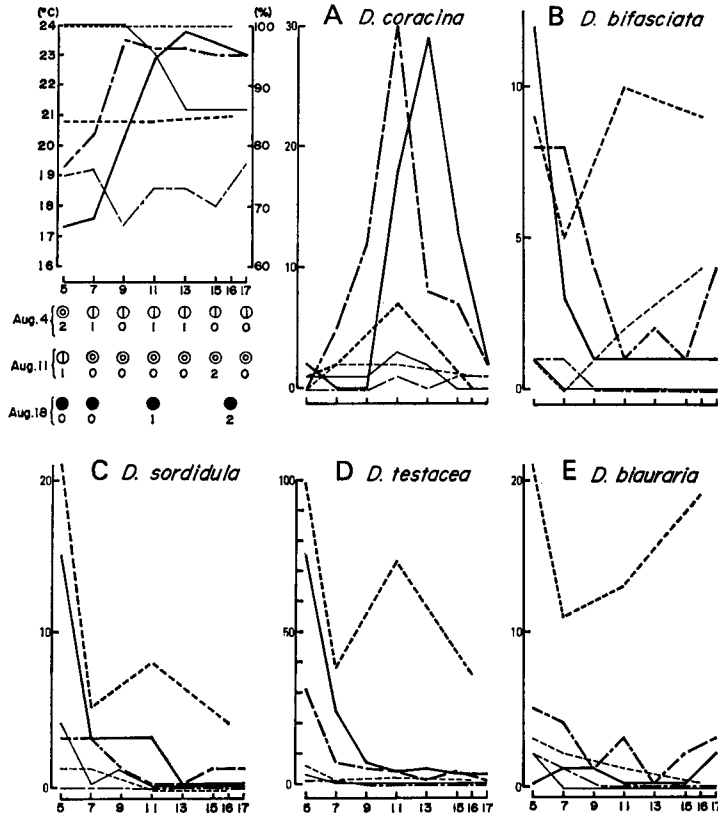 (°C) (%)
24 100
23
22 90
21
20 80
19
18 70
17
16 60
5 7 9 11 13 15 16 17
Aug. 4
2 1 0 1 1 0 0
Aug. 11
1 0 0 0 0 2 0
Aug. 18
0 0 1 2
A D. coracina
30
20
10
0
B D. bifasciata
10
5
0
C D. sordidula
20
10
0
5 7 9 11 13 15 16 17
D D. testacea
100
50
0
5 7 9 11 13 15 16 17
E D. biauraria
20
10
0
5 7 9 11 13 15 16 17